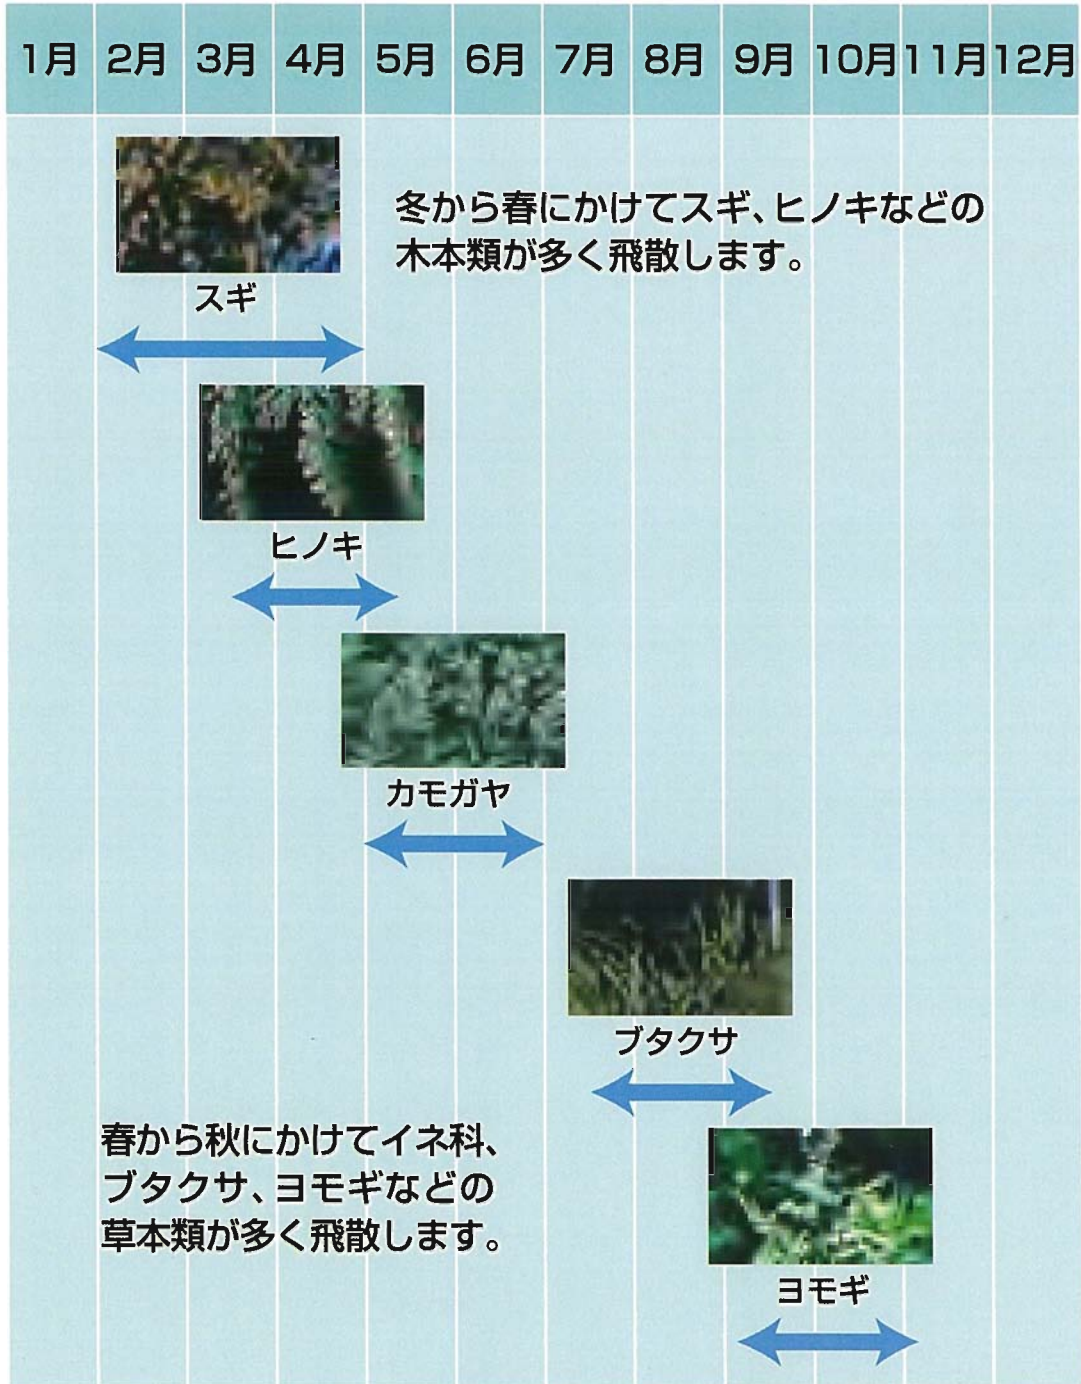 1月 2月 3月 4月 5月 6月 7月 8月 9月 10月 11月 12月
冬から春にかけてスギ、ヒノキなどの
木本類が多く飛散します。
スギ
ヒノキ
カモガヤ
ブタクサ
春から秋にかけてイネ科、
ブタクサ、ヨモギなどの
草本類が多く飛散します。
ヨモギ